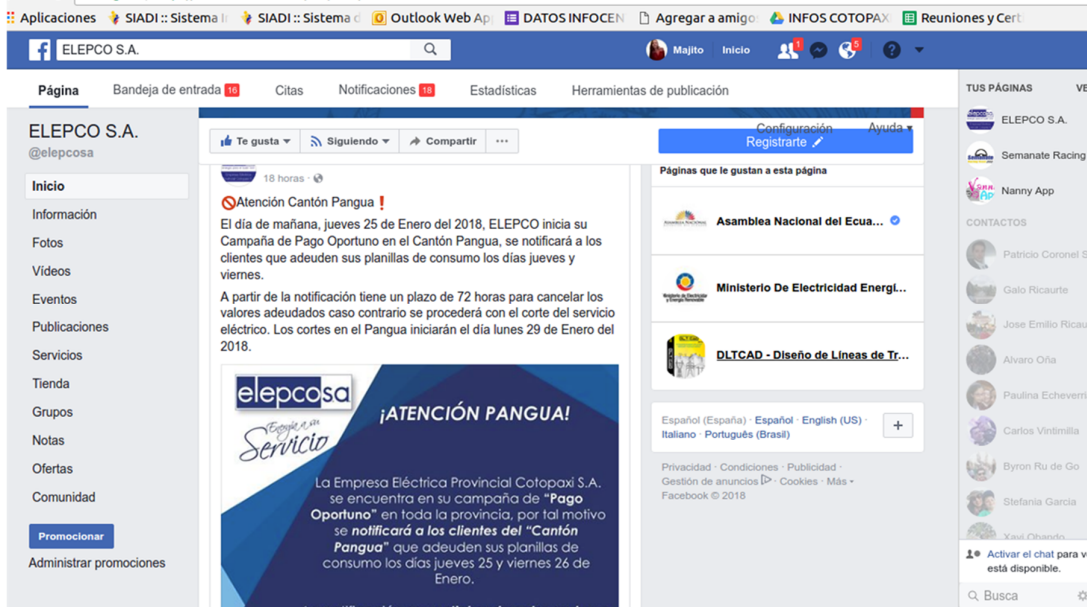 Aplicaciones SIADI :: Sistema SIADI :: Sistema Outlook Web Ap DATOS INFOCEN Agregar a amigo INFOS COTOPAX Reuniones y Cert
ELEPCO S.A. Majito Inicio 1 5
Página Bandeja de entrada 16 Citas Notificaciones 18 Estadísticas Herramientas de publicación
Configuración Ayuda
ELEPCO S.A.
@elepcosa
Inicio
Información
Fotos
Vídeos
Eventos
Publicaciones
Servicios
Tienda
Grupos
Notas
Ofertas
Comunidad
Promocionar
Administrar promociones
Te gusta Siguiendo Compartir ...
Registrarte
18 horas ·
Atención Cantón Pangua
El día de mañana, jueves 25 de Enero del 2018, ELEPCO inicia su
Campaña de Pago Oportuno en el Cantón Pangua, se notificará a los
clientes que adeuden sus planillas de consumo los días jueves y
viernes.
A partir de la notificación tiene un plazo de 72 horas para cancelar los
valores adeudados caso contrario se procederá con el corte del servicio
eléctrico. Los cortes en el Pangua iniciarán el día lunes 29 de Enero del
2018.
elepcosa
Energía a su
Servicio
¡ATENCIÓN PANGUA!
La Empresa Eléctrica Provincial Cotopaxi S.A.
se encuentra en su campaña de "Pago
Oportuno" en toda la provincia, por tal motivo
se notificará a los clientes del "Cantón
Pangua" que adeuden sus planillas de
consumo los días jueves 25 y viernes 26 de
Enero.
Páginas que le gustan a esta página
Asamblea Nacional del Ecua...
Ministerio De Electricidad Energi...
DLTCAD - Diseño de Líneas de Tr...
Español (España) · Español · English (US) ·
Italiano · Português (Brasil)
+
Privacidad · Condiciones · Publicidad ·
Gestión de anuncios · Cookies · Más
Facebook © 2018
TUS PÁGINAS VE
ELEPCO S.A.
Semanate Racing
Nanny App
CONTACTOS
Patricio Coronel S
Galo Ricaurte
Jose Emilio Ricau
Alvaro Oña
Paulina Echeverri
Carlos Vintimilla
Byron Ru de Go
Stefania Garcia
Xavi Obando
Activar el chat para v
está disponible.
Busca